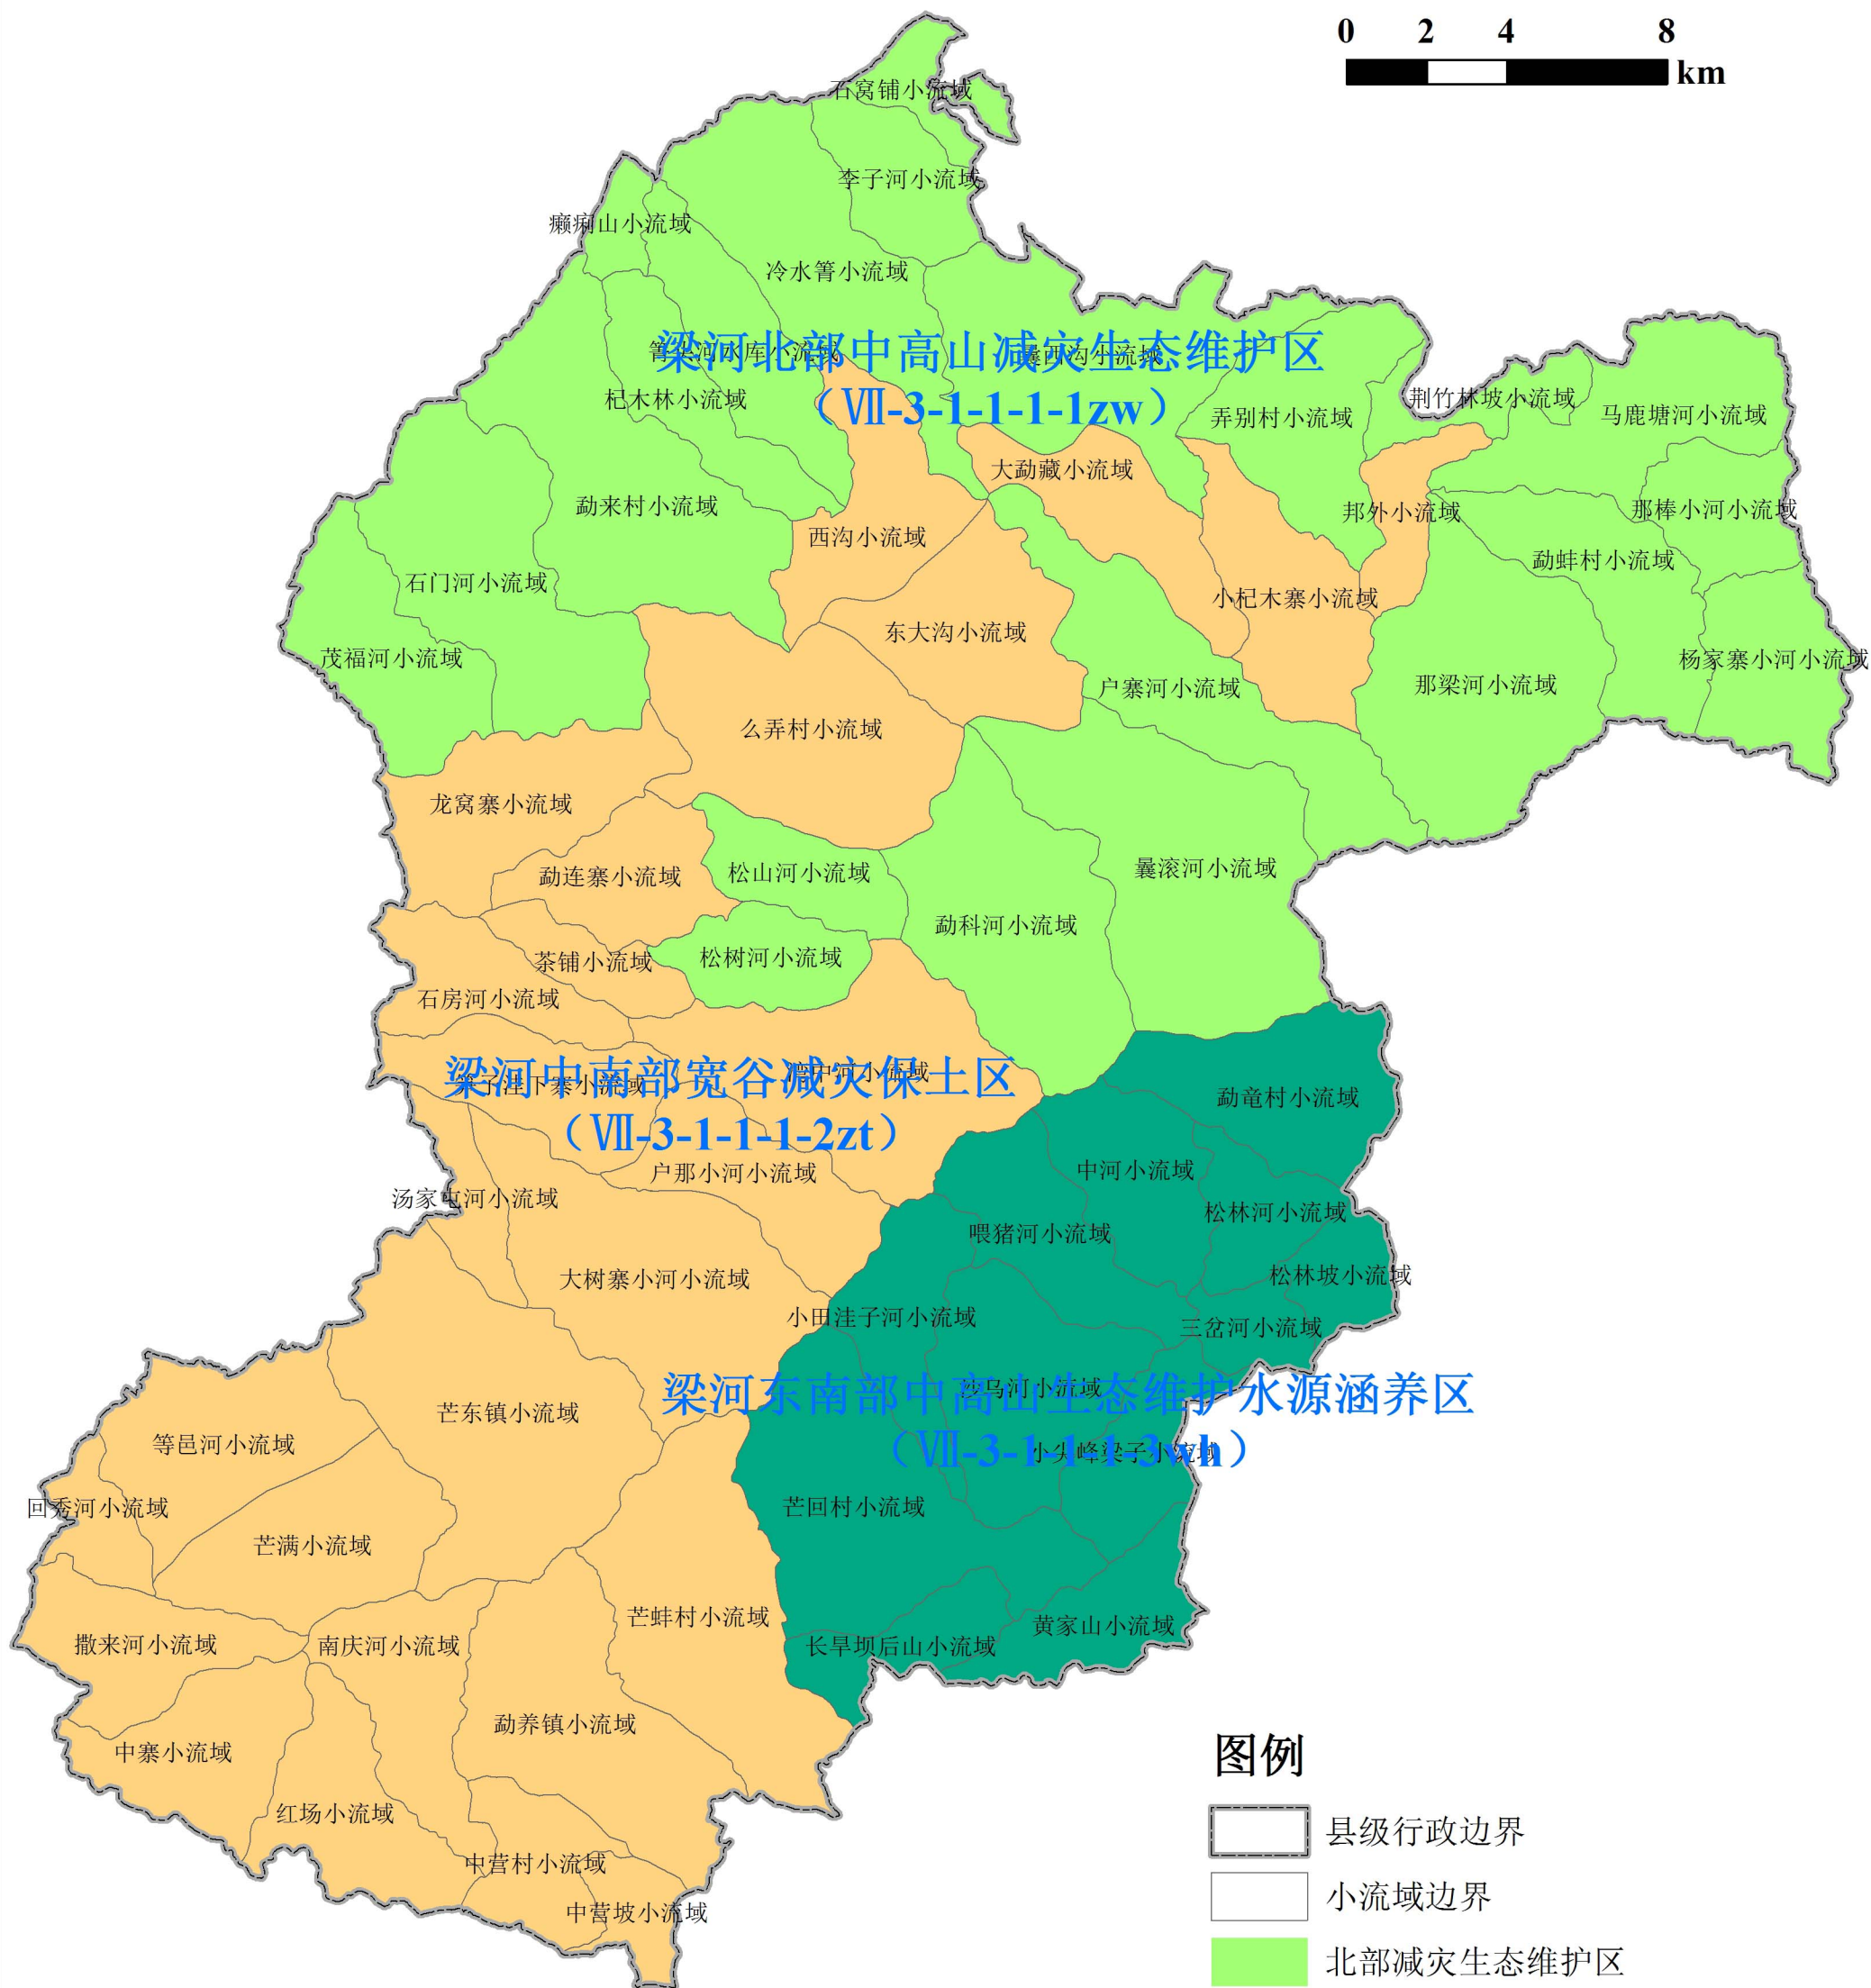 0 2 4 8
km
石窝铺小流域
李子河小流域
癞痢山小流域
冷水箐小流域
梁河北部中高山减灾生态维护区
（Ⅶ-3-1-1-1-1zw）
杞木林小流域
弄别村小流域
荆竹林坡小流域
马鹿塘河小流域
大勐藏小流域
勐来村小流域
西沟小流域
邦外小流域
那棒小河小流域
勐蚌村小流域
石门河小流域
小杞木寨小流域
东大沟小流域
茂福河小流域
杨家寨小河小流域
户寨河小流域
那梁河小流域
么弄村小流域
龙窝寨小流域
勐连寨小流域
松山河小流域
曩滚河小流域
勐科河小流域
茶铺小流域
松树河小流域
石房河小流域
梁河中南部宽谷减灾保土区
（Ⅶ-3-1-1-1-2zt）
勐竜村小流域
户那小河小流域
中河小流域
汤家屯河小流域
松林河小流域
喂猪河小流域
大树寨小河小流域
松林坡小流域
小田洼子河小流域
三岔河小流域
梁河东南部中高山生态维护水源涵养区
（Ⅶ-3-1-1-1-3wh）
沙乌河小流域
芒东镇小流域
等邑河小流域
小尖峰梁子小流域
回秀河小流域
芒回村小流域
芒满小流域
芒蚌村小流域
黄家山小流域
撒来河小流域
南庆河小流域
长旱坝后山小流域
勐养镇小流域
中寨小流域
红场小流域
中营村小流域
中营坡小流域
图例
县级行政边界
小流域边界
北部减灾生态维护区